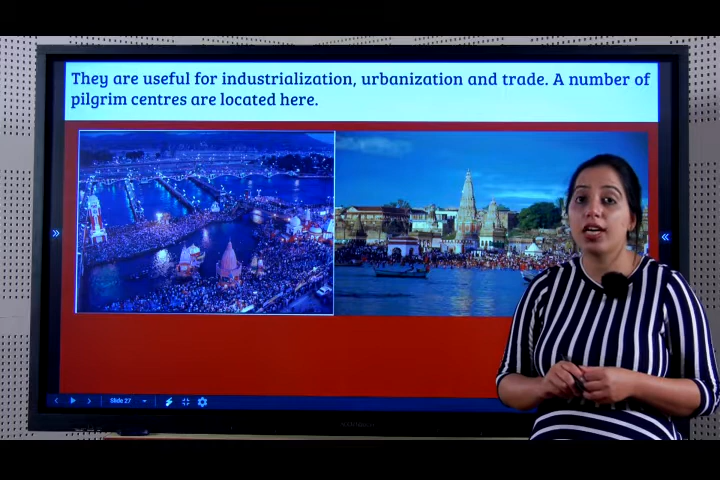 They are useful for industrialization, urbanization and trade. A number of
pilgrim centres are located here.
Slide 27